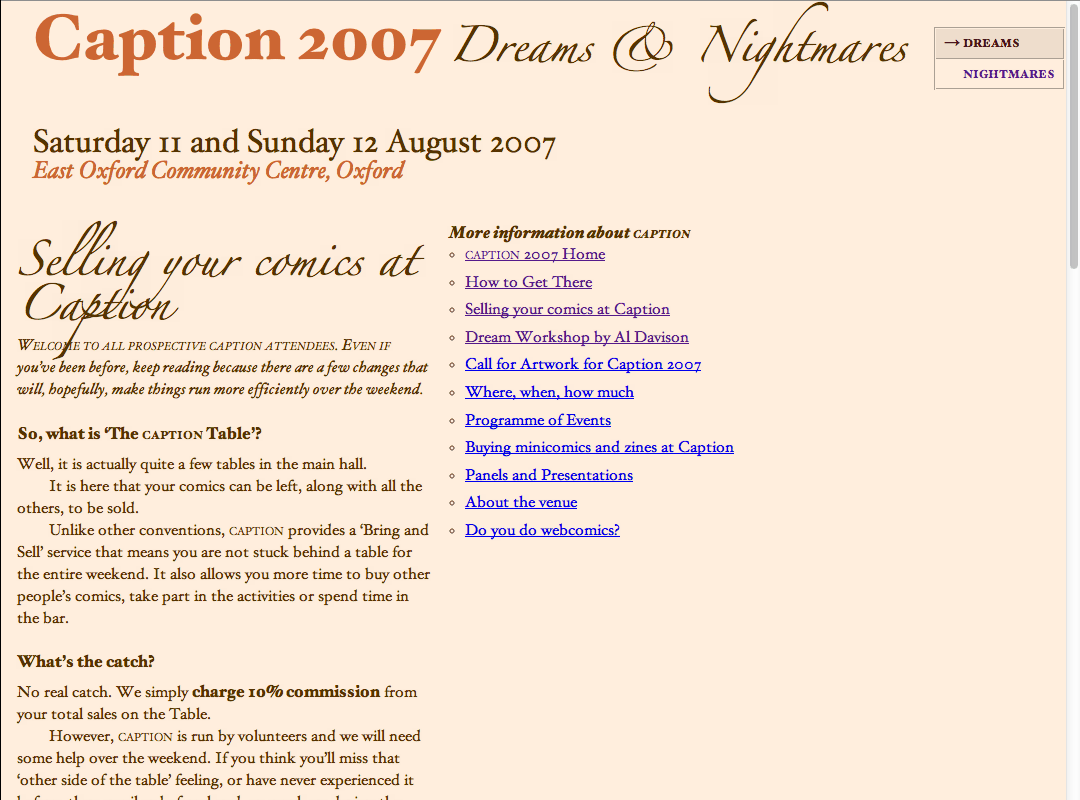 Caption 2007 Dreams & Nightmares
→ DREAMS
NIGHTMARES
Saturday 11 and Sunday 12 August 2007
East Oxford Community Centre, Oxford
Selling your comics at
Caption
WELCOME TO ALL PROSPECTIVE CAPTION ATTENDEES. EVEN IF
you've been before, keep reading because there are a few changes that
will, hopefully, make things run more efficiently over the weekend.
So, what is ‘The CAPTION Table’?
Well, it is actually quite a few tables in the main hall.
It is here that your comics can be left, along with all the
others, to be sold.
Unlike other conventions, CAPTION provides a ‘Bring and
Sell’ service that means you are not stuck behind a table for
the entire weekend. It also allows you more time to buy other
people’s comics, take part in the activities or spend time in
the bar.
What’s the catch?
No real catch. We simply charge 10% commission from
your total sales on the Table.
However, CAPTION is run by volunteers and we will need
some help over the weekend. If you think you’ll miss that
‘other side of the table’ feeling, or have never experienced it
More information about CAPTION
CAPTION 2007 Home
How to Get There
Selling your comics at Caption
Dream Workshop by Al Davison
Call for Artwork for Caption 2007
Where, when, how much
Programme of Events
Buying minicomics and zines at Caption
Panels and Presentations
About the venue
Do you do webcomics?